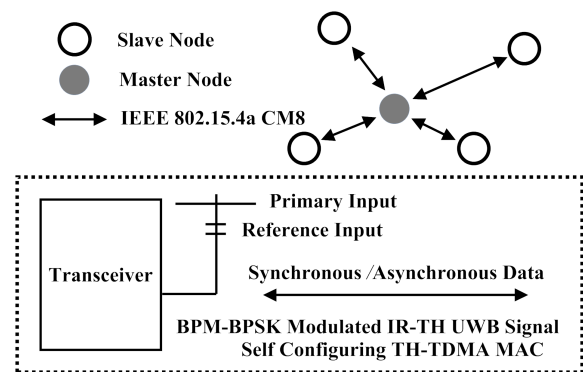 Slave Node
Master Node
IEEE 802.15.4a CM8
Primary Input
Reference Input
Transceiver
Synchronous /Asynchronous Data
BPM-BPSK Modulated IR-TH UWB Signal
Self Configuring TH-TDMA MAC